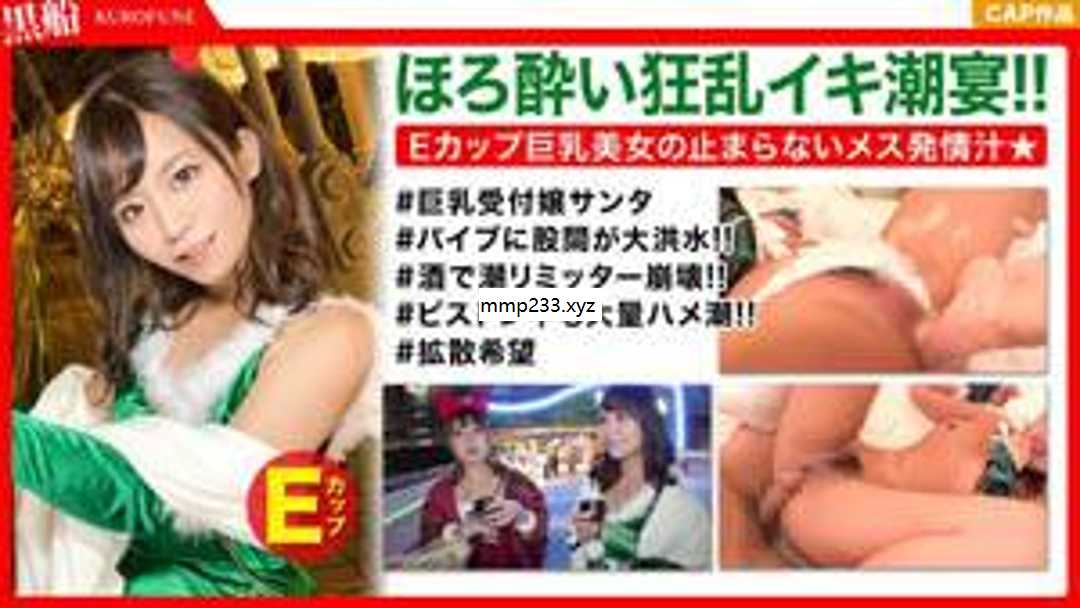 黒船 KUROFUNE
CAP作品
ほろ酔い狂乱イキ潮宴!!
Eカップ巨乳美女の止まらないメス発情汁★
#巨乳受付嬢サンタ
#バイブに股間が大洪水!!
#酒で潮リミッター崩壊!!
mmp233.xyz
#ピス 大量ハメ潮!!
#拡散希望
Eカップ